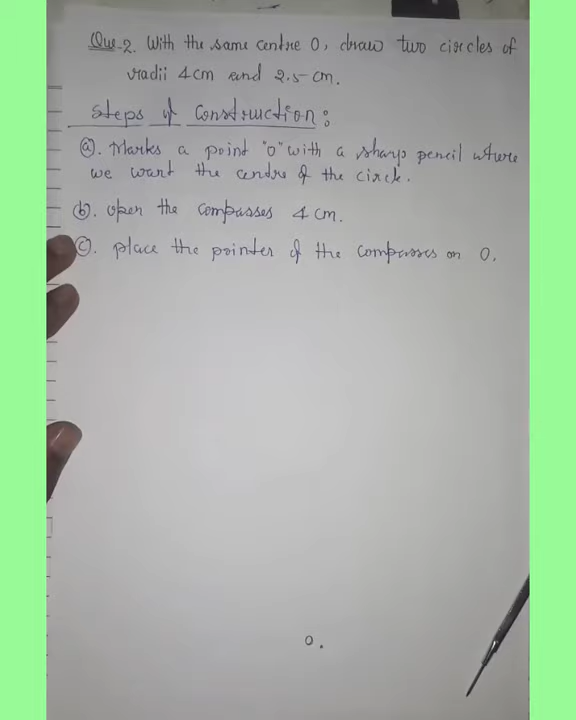 Que-2. With the same centre O, draw two circles of
radii 4cm and 2.5 cm.
Steps of Construction:
(a). Marks a point "O" with a sharp pencil where
we want the centre of the circle.
(b). open the compasses 4 cm.
(c). place the pointer of the compasses on O.
O.